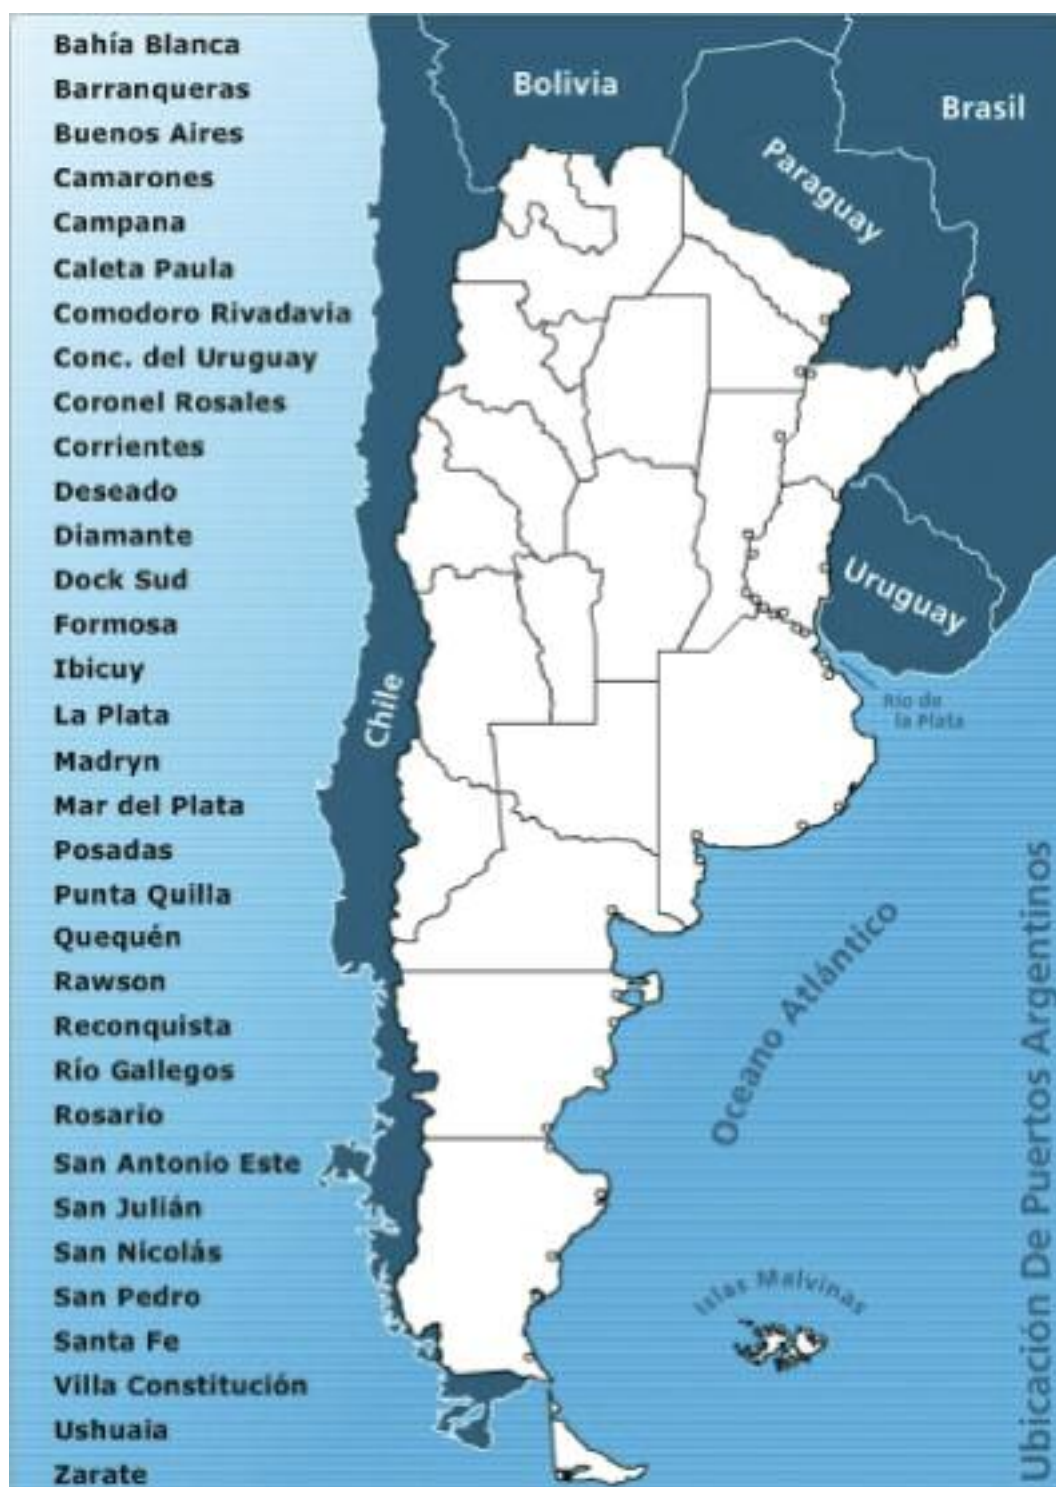 Bahía Blanca
Barranqueras
Buenos Aires
Camarones
Campana
Caleta Paula
Comodoro Rivadavia
Conc. del Uruguay
Coronel Rosales
Corrientes
Deseado
Diamante
Dock Sud
Formosa
Ibicuy
La Plata
Madryn
Mar del Plata
Posadas
Punta Quilla
Quequén
Rawson
Reconquista
Río Gallegos
Rosario
San Antonio Este
San Julián
San Nicolás
San Pedro
Santa Fe
Villa Constitución
Ushuaia
Zarate
Bolivia
Brasil
Paraguay
Uruguay
Chile
Río de
la Plata
Oceano Atlántico
Islas Malvinas
Ubicación De Puertos Argentinos